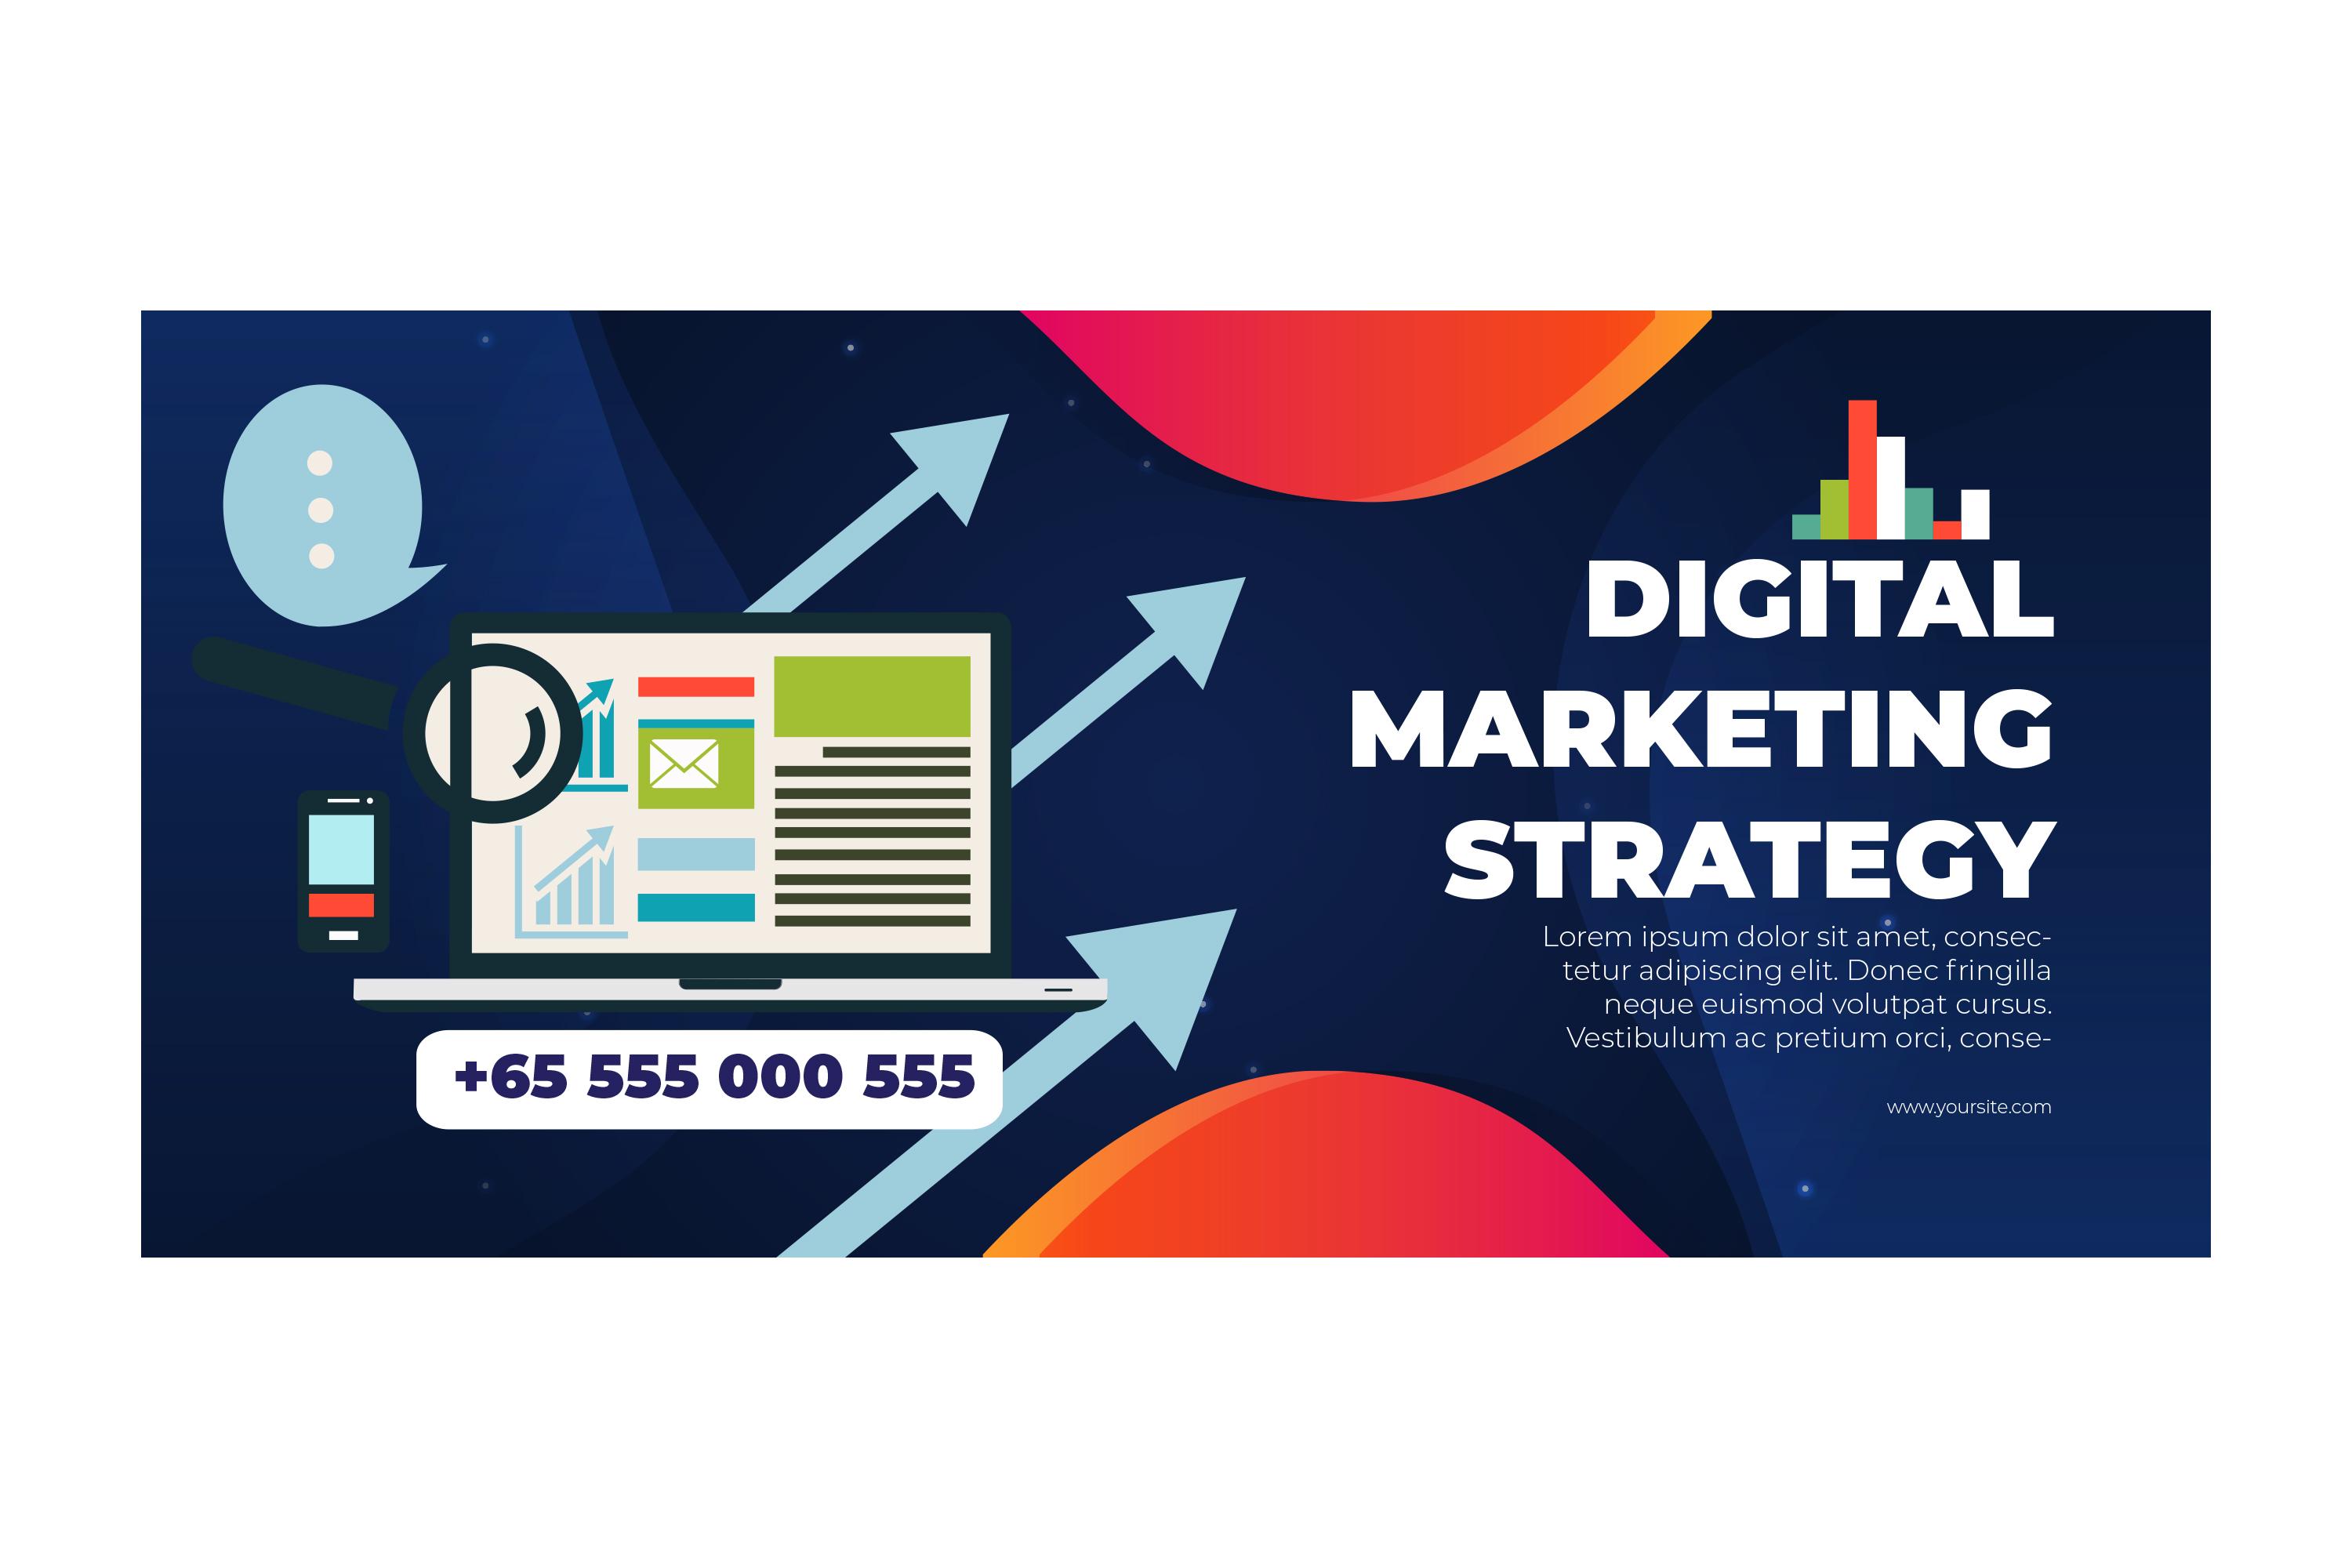 DIGITAL
MARKETING
STRATEGY
Lorem ipsum dolor sit amet, consec-
tetur adipiscing elit. Donec fringilla
neque euismod volutpat cursus.
Vestibulum ac pretium orci, conse-
www.yoursite.com
+65 555 000 555